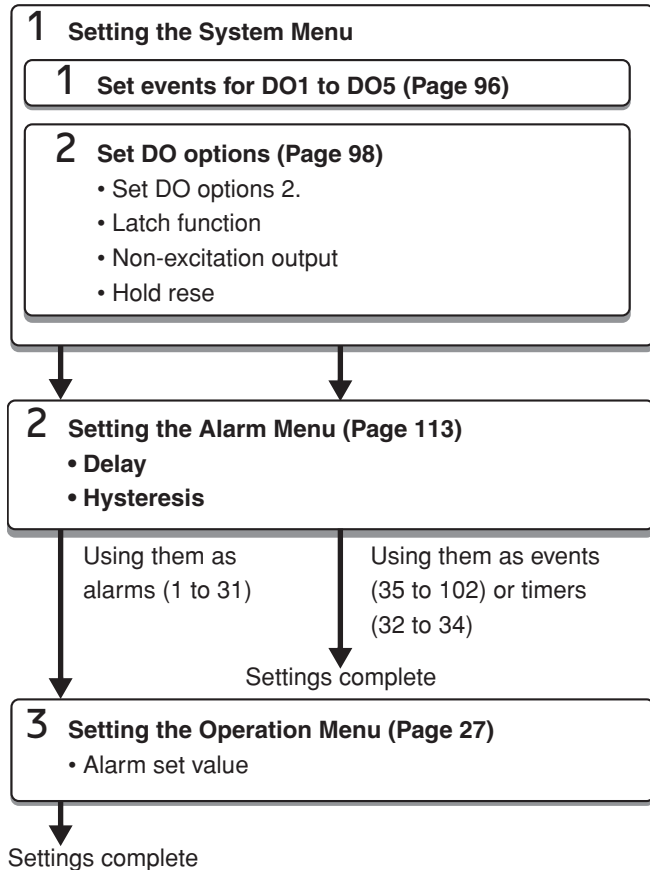 1 Setting the System Menu
1 Set events for DO1 to DO5 (Page 96)
2 Set DO options (Page 98)
• Set DO options 2.
• Latch function
• Non-excitation output
• Hold rese
2 Setting the Alarm Menu (Page 113)
• Delay
• Hysteresis
Using them as
alarms (1 to 31)
Using them as events
(35 to 102) or timers
(32 to 34)
Settings complete
3 Setting the Operation Menu (Page 27)
• Alarm set value
Settings complete